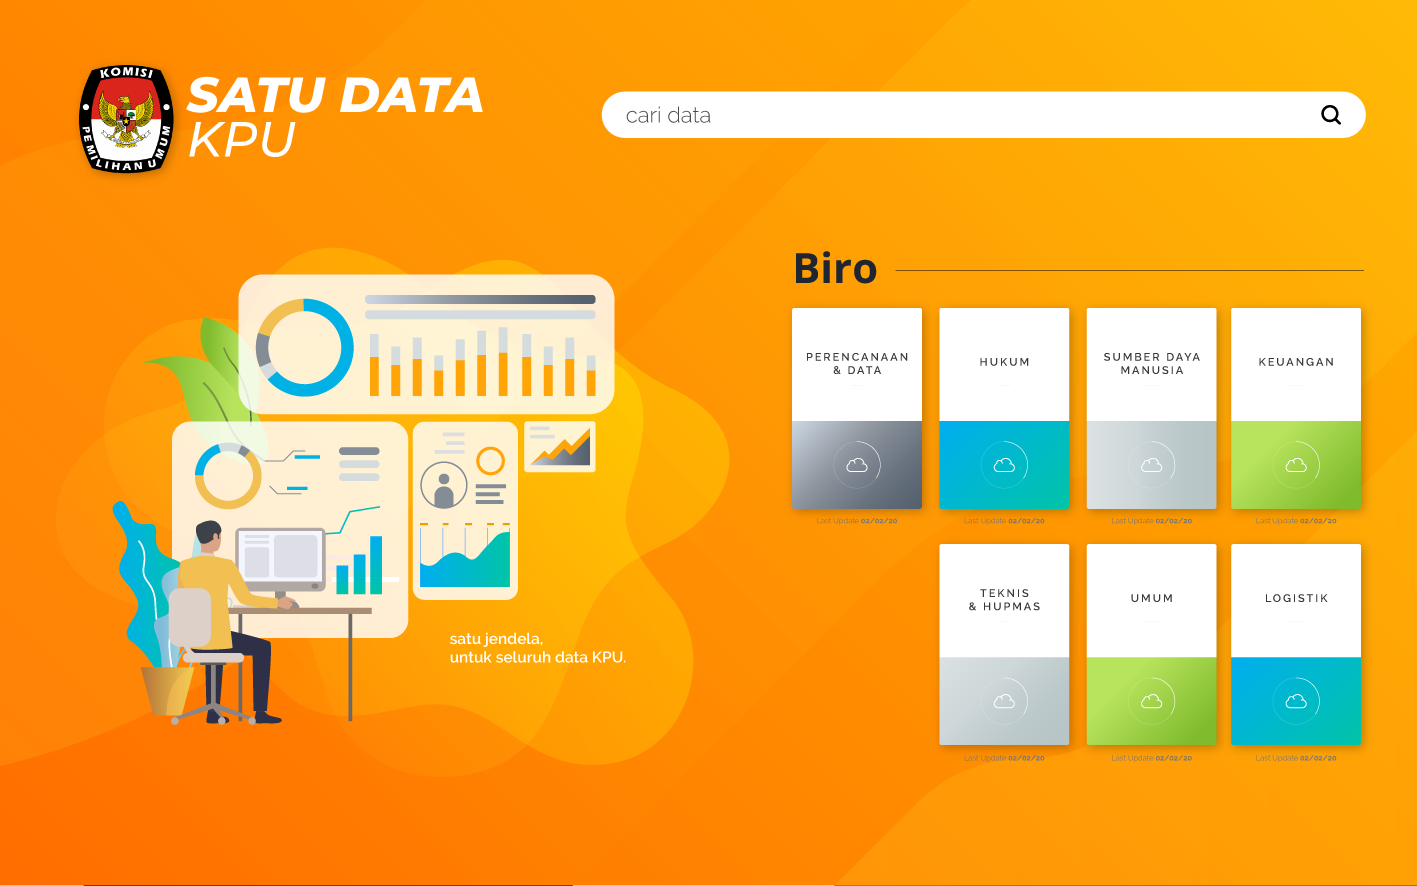 KOMISI
PEMILIHAN UMUM
SATU DATA
KPU
cari data
Biro
PERENCANAAN
& DATA
HUKUM
SUMBER DAYA
MANUSIA
KEUANGAN
Last Update 02/02/20
Last Update 02/02/20
Last Update 02/02/20
Last Update 02/02/20
TEKNIS
& HUPMAS
UMUM
LOGISTIK
Last Update 02/02/20
Last Update 02/02/20
Last Update 02/02/20
satu jendela,
untuk seluruh data KPU.